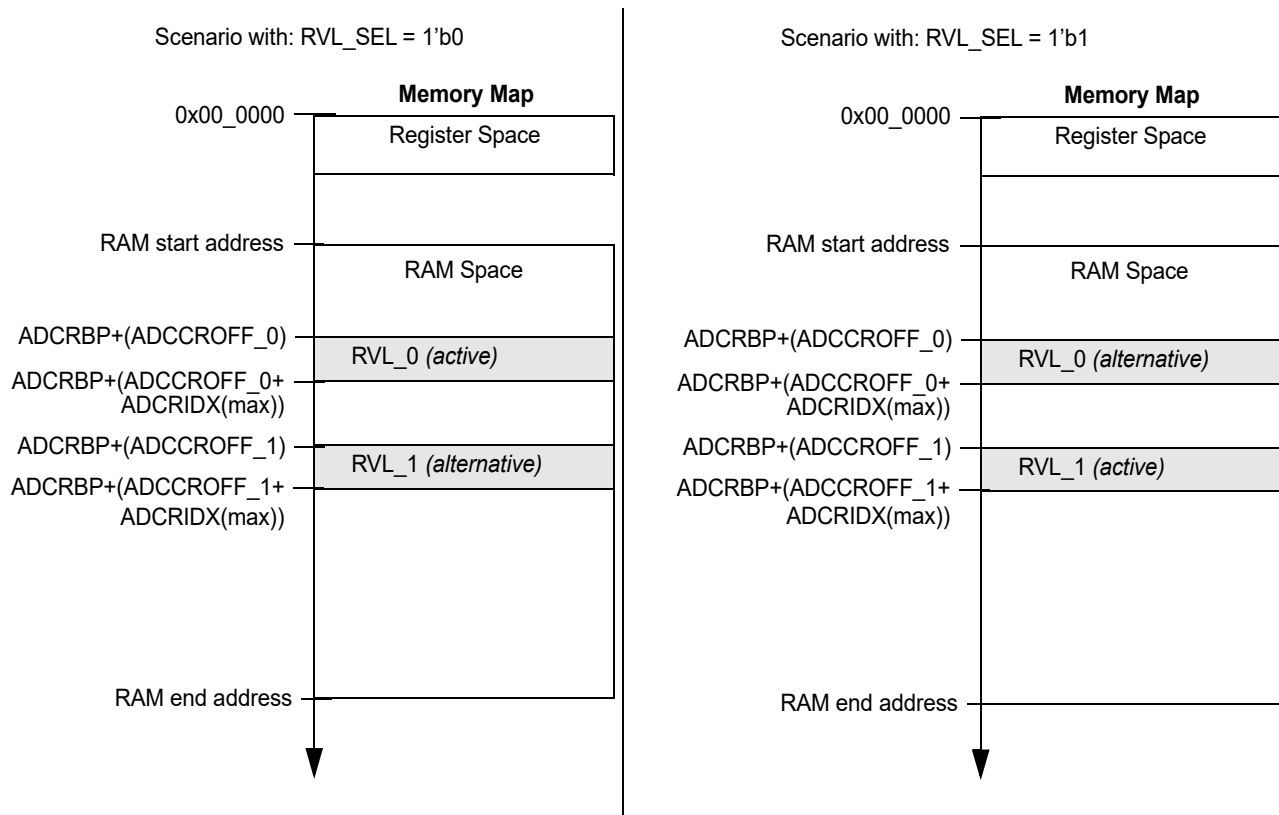 Scenario with: RVL_SEL = 1’b0
Memory Map
0x00_0000
Register Space
RAM start address
RAM Space
ADCRBP+(ADCCROFF_0)
RVL_0 (active)
ADCRBP+(ADCCROFF_0+
ADCRIDX(max))
ADCRBP+(ADCCROFF_1)
RVL_1 (alternative)
ADCRBP+(ADCCROFF_1+
ADCRIDX(max))
RAM end address
Scenario with: RVL_SEL = 1’b1
Memory Map
0x00_0000
Register Space
RAM start address
RAM Space
ADCRBP+(ADCCROFF_0)
RVL_0 (alternative)
ADCRBP+(ADCCROFF_0+
ADCRIDX(max))
ADCRBP+(ADCCROFF_1)
RVL_1 (active)
ADCRBP+(ADCCROFF_1+
ADCRIDX(max))
RAM end address